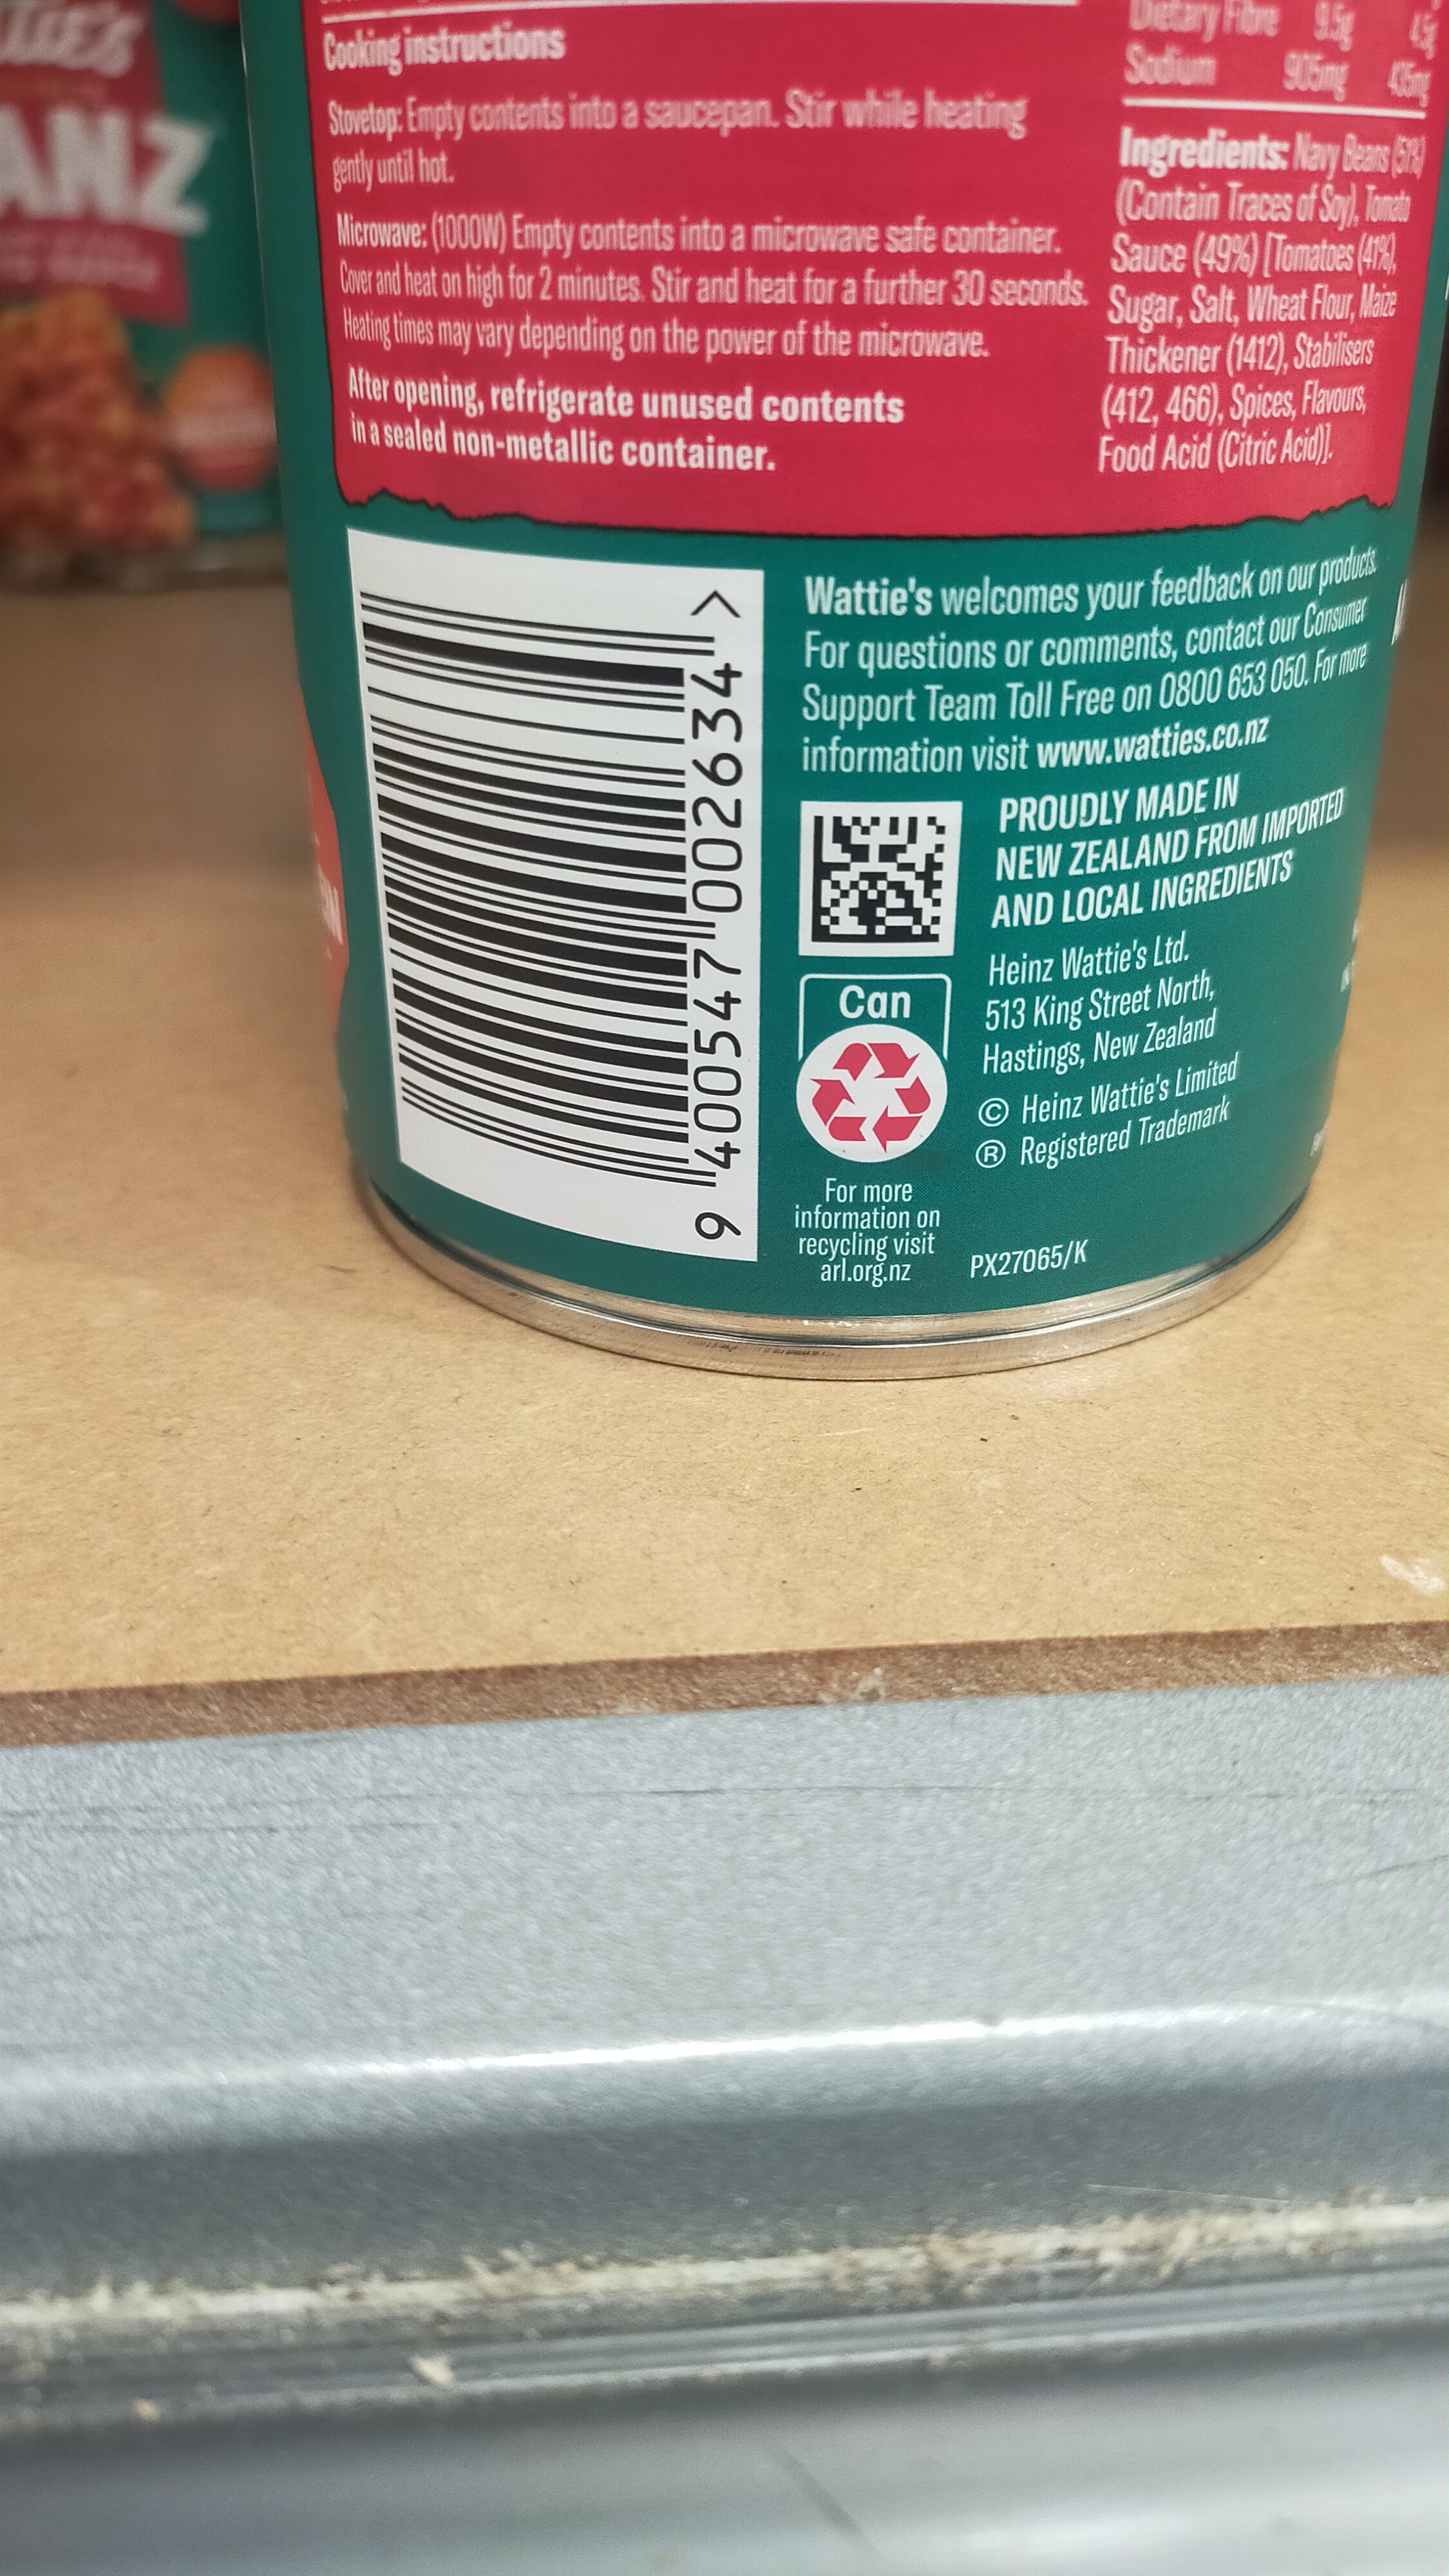 Cooking instructions
Stovetop: Empty contents into a saucepan. Stir while heating
gently until hot.
Microwave: (1000W) Empty contents into a microwave safe container.
Cover and heat on high for 2 minutes. Stir and heat for a further 30 seconds.
Heating times may vary depending on the power of the microwave.
After opening, refrigerate unused contents
in a sealed non-metallic container.
Dietary Fibre 9.5g 4.5g
Sodium 905mg 435mg
Ingredients: Navy Beans (51%)
(Contain Traces of Soy), Tomato
Sauce (49%) [Tomatoes (41%),
Sugar, Salt, Wheat Flour, Maize
Thickener (1412), Stabilisers
(412, 466), Spices, Flavours,
Food Acid (Citric Acid)].
9 400547 002634 >
Wattie's welcomes your feedback on our products.
For questions or comments, contact our Consumer
Support Team Toll Free on 0800 653 050. For more
information visit www.watties.co.nz
PROUDLY MADE IN
NEW ZEALAND FROM IMPORTED
AND LOCAL INGREDIENTS
Heinz Wattie's Ltd.
513 King Street North,
Hastings, New Zealand
© Heinz Wattie's Limited
® Registered Trademark
Can
For more
information on
recycling visit
arl.org.nz
PX27065/K